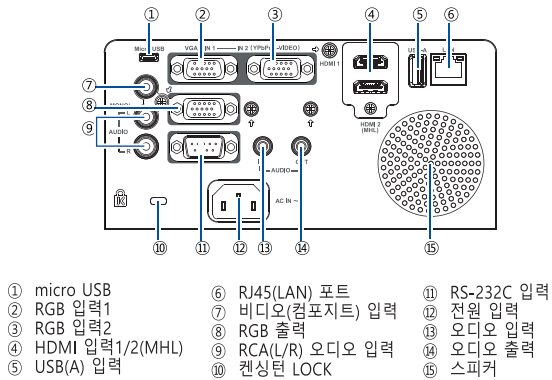 ① ② ③ ④ ⑤ ⑥
Micro USB VGA IN 1 IN 2 (YPbPr-VIDEO) HDMI 1 USB-A LAN
⑦
⑧
MONO L
⑨ AUDIO
R
HDMI 2
(MHL)
AUDIO OUT
AC IN ~
K
⑩ ⑪ ⑫ ⑬ ⑭ ⑮
① micro USB
② RGB 입력1
③ RGB 입력2
④ HDMI 입력1/2(MHL)
⑤ USB(A) 입력
⑥ RJ45(LAN) 포트
⑦ 비디오(컴포지트) 입력
⑧ RGB 출력
⑨ RCA(L/R) 오디오 입력
⑩ 켄싱턴 LOCK
⑪ RS-232C 입력
⑫ 전원 입력
⑬ 오디오 입력
⑭ 오디오 출력
⑮ 스피커